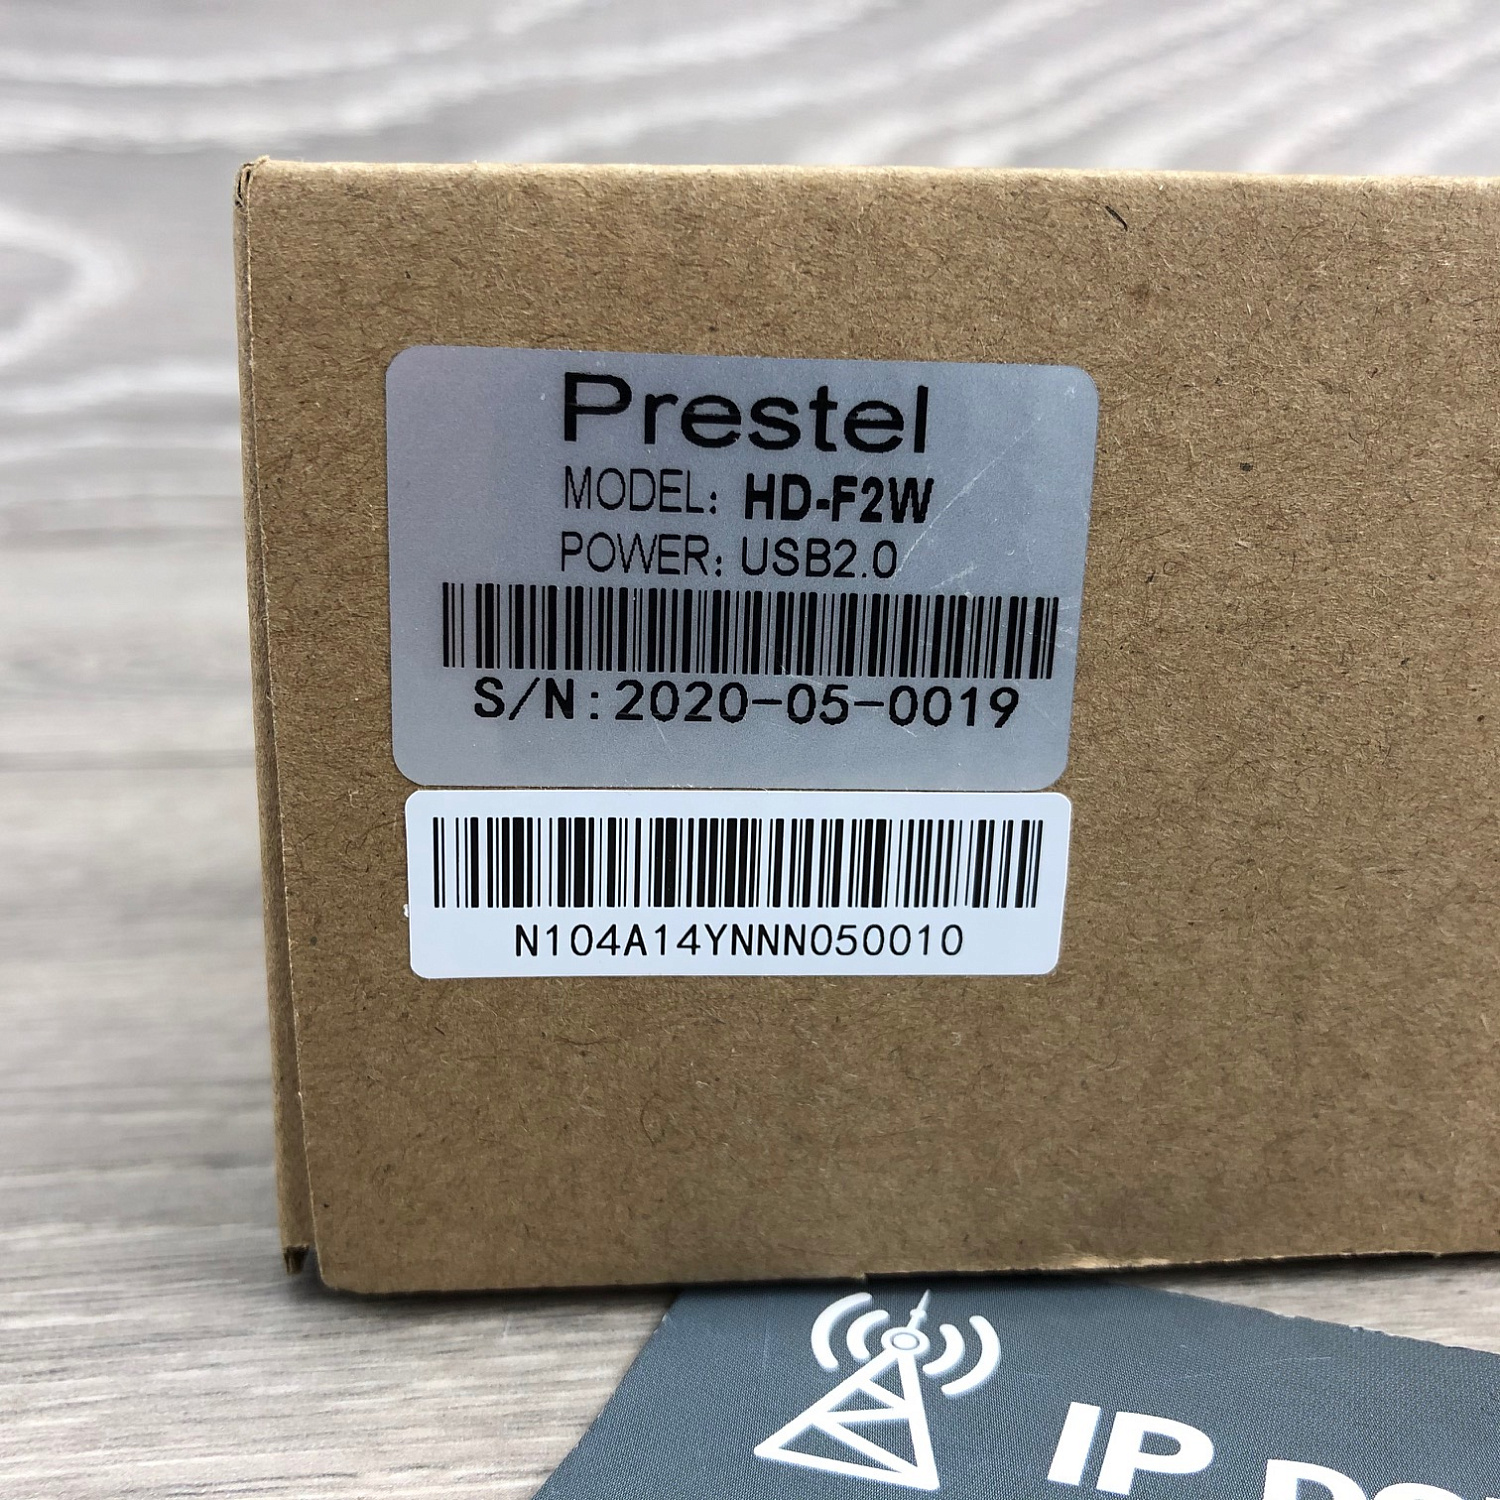 Prestel
MODEL: HD-F2W
POWER: USB2.0
S/N:2020-05-0019
N104A14YNNN050010
IP